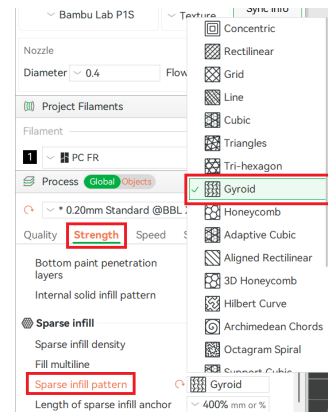 Bambu Lab P1S
Texture
Sync info
Nozzle
Diameter
0.4
Flow
Project Filaments
Filament
1
PC FR
Process
Global
Objects
* 0.20mm Standard @BBL
Quality
Strength
Speed
Bottom paint penetration
layers
Internal solid infill pattern
Sparse infill
Sparse infill density
Fill multiline
Sparse infill pattern
Gyroid
Length of sparse infill anchor
400%
mm or %
Concentric
Rectilinear
Grid
Line
Cubic
Triangles
Tri-hexagon
Gyroid
Honeycomb
Adaptive Cubic
Aligned Rectilinear
3D Honeycomb
Hilbert Curve
Archimedean Chords
Octagram Spiral
Support Cubic